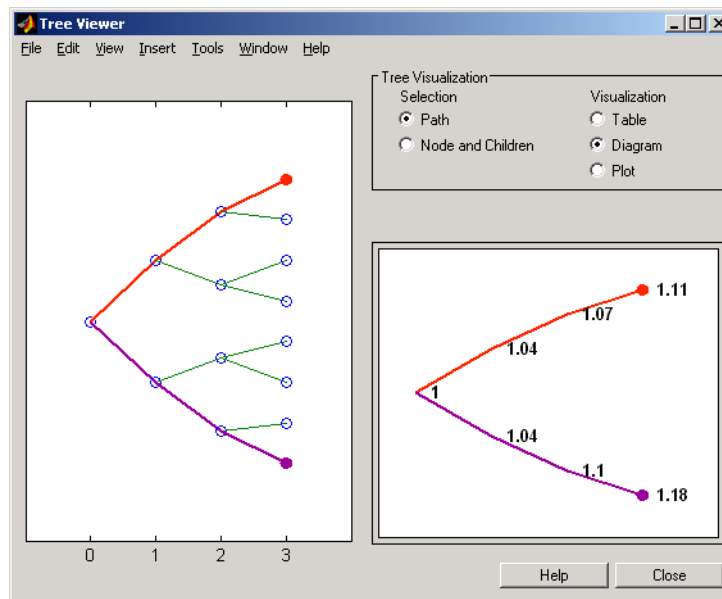 Tree Viewer
File Edit View Insert Tools Window Help
Tree Visualization
Selection Visualization
Path Table
Node and Children Diagram
Plot
1.11
1.07
1.04
1
1.04
1.1
1.18
0 1 2 3
Help Close